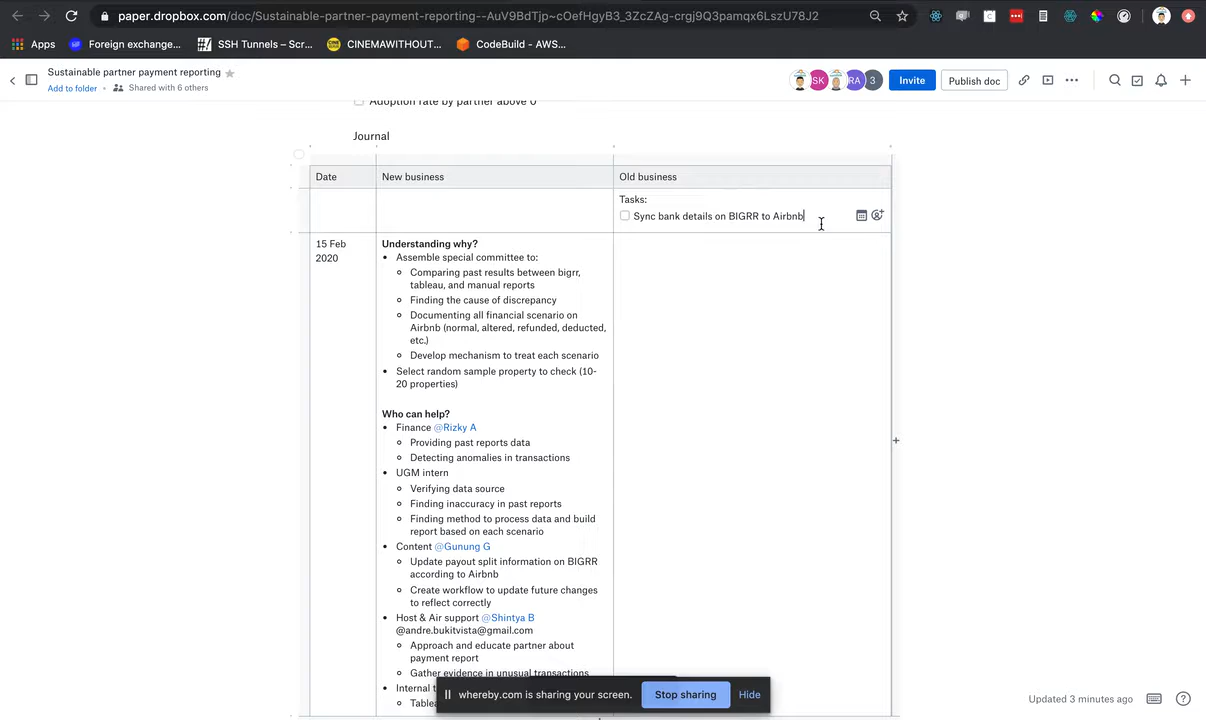 paper.dropbox.com/doc/Sustainable-partner-payment-reporting--AuV9BdTjp~cOefHgyB3_3ZcZAg-crgj9Q3pamqx6LszU78J2
Apps
Foreign exchange...
SSH Tunnels – Scr...
CINEMAWITHOUT...
CodeBuild - AWS...
Sustainable partner payment reporting
Add to folder • Shared with 6 others
SK
RA
3
Invite
Publish doc
Adoption rate by partner above 0
Journal
Date
New business
Old business
Tasks:
Sync bank details on BIGRR to Airbnb
15 Feb
2020
Understanding why?
• Assemble special committee to:
Comparing past results between bigrr,
tableau, and manual reports
Finding the cause of discrepancy
Documenting all financial scenario on
Airbnb (normal, altered, refunded, deducted,
etc.)
Develop mechanism to treat each scenario
• Select random sample property to check (10-
20 properties)
Who can help?
• Finance @Rizky A
Providing past reports data
Detecting anomalies in transactions
• UGM intern
Verifying data source
Finding inaccuracy in past reports
Finding method to process data and build
report based on each scenario
• Content @Gunung G
Update payout split information on BIGRR
according to Airbnb
Create workflow to update future changes
to reflect correctly
• Host & Air support @Shintya B
@andre.bukitvista@gmail.com
Approach and educate partner about
payment report
Gather evidence in unusual transactions
• Internal t
Table
whereby.com is sharing your screen.
Stop sharing
Hide
Updated 3 minutes ago